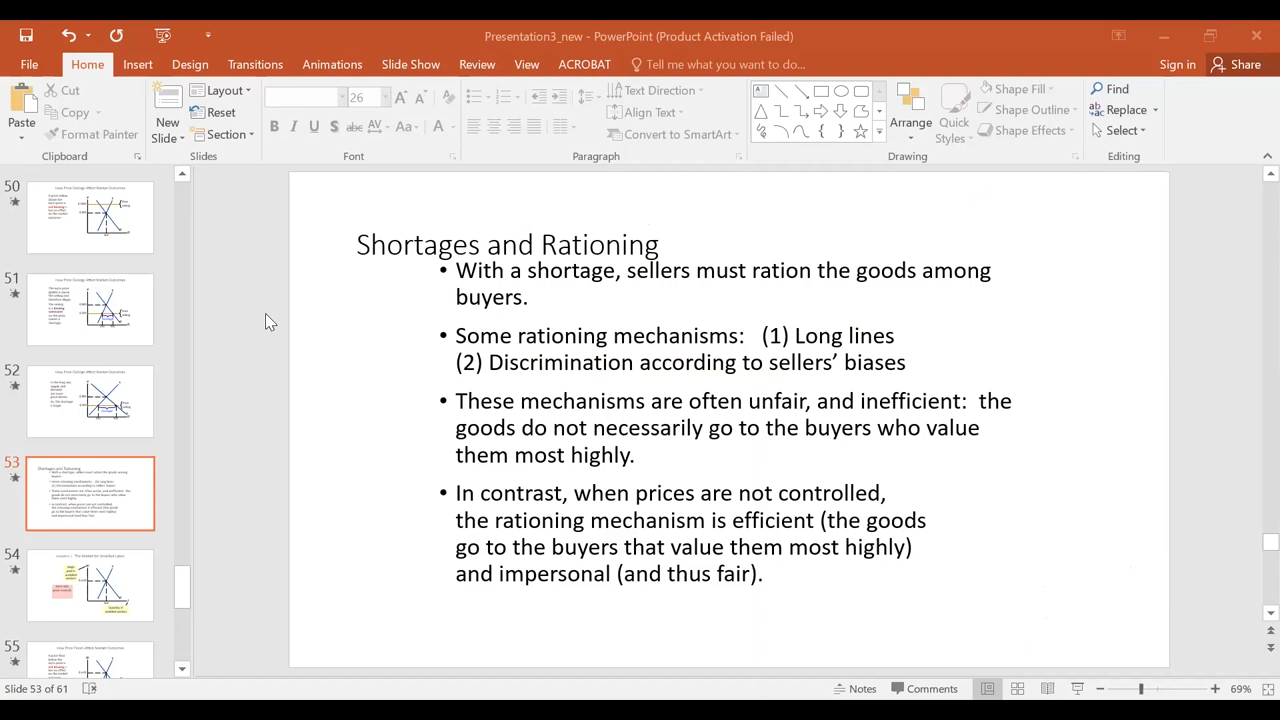 Presentation3_new - PowerPoint (Product Activation Failed)
File Home Insert Design Transitions Animations Slide Show Review View ACROBAT Tell me what you want to do... Sign in Share
Paste
Cut
Copy
Format Painter
Clipboard
New
Slide
Layout
Reset
Section
Slides
26
Font
Paragraph
Text Direction
Align Text
Convert to SmartArt
Arrange
Quick
Styles
Shape Fill
Shape Outline
Shape Effects
Drawing
Find
Replace
Select
Editing
50
51
52
53
Shortages and Rationing
54
55
Shortages and Rationing
• With a shortage, sellers must ration the goods among
buyers.
• Some rationing mechanisms: (1) Long lines
(2) Discrimination according to sellers’ biases
• These mechanisms are often unfair, and inefficient: the
goods do not necessarily go to the buyers who value
them most highly.
• In contrast, when prices are not controlled,
the rationing mechanism is efficient (the goods
go to the buyers that value them most highly)
and impersonal (and thus fair).
Slide 53 of 61
Notes
Comments
69%